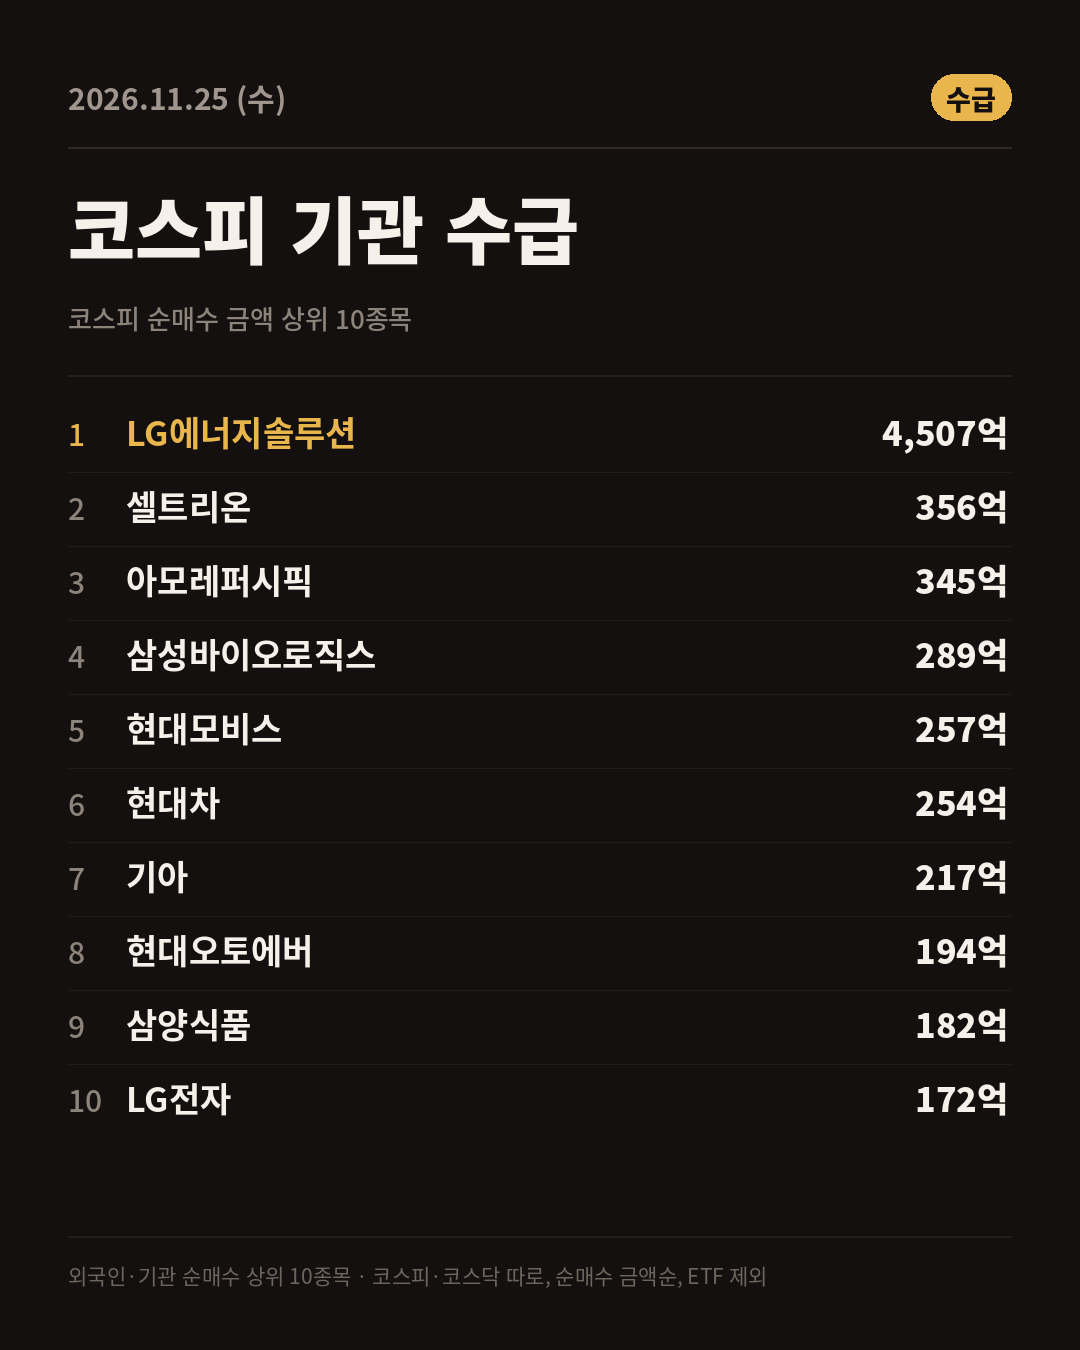 2026.11.25 (수) 수급
코스피 기관 수급
코스피 순매수 금액 상위 10종목
1 LG에너지솔루션 4,507억
2 셀트리온 356억
3 아모레퍼시픽 345억
4 삼성바이오로직스 289억
5 현대모비스 257억
6 현대차 254억
7 기아 217억
8 현대오토에버 194억
9 삼양식품 182억
10 LG전자 172억
외국인·기관 순매수 상위 10종목 · 코스피·코스닥 따로, 순매수 금액순, ETF 제외